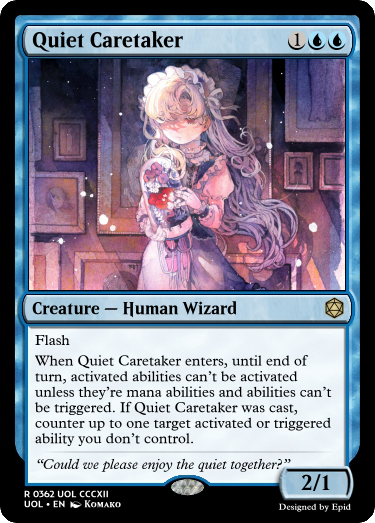 Quiet Caretaker 1
Creature — Human Wizard
Flash
When Quiet Caretaker enters, until end of
turn, activated abilities can't be activated
unless they're mana abilities and abilities can't
be triggered. If Quiet Caretaker was cast,
counter up to one target activated or triggered
ability you don't control.
“Could we please enjoy the quiet together?”
2/1
R 0362 UOL CCCXII
UOL • EN Komako
Designed by Epid